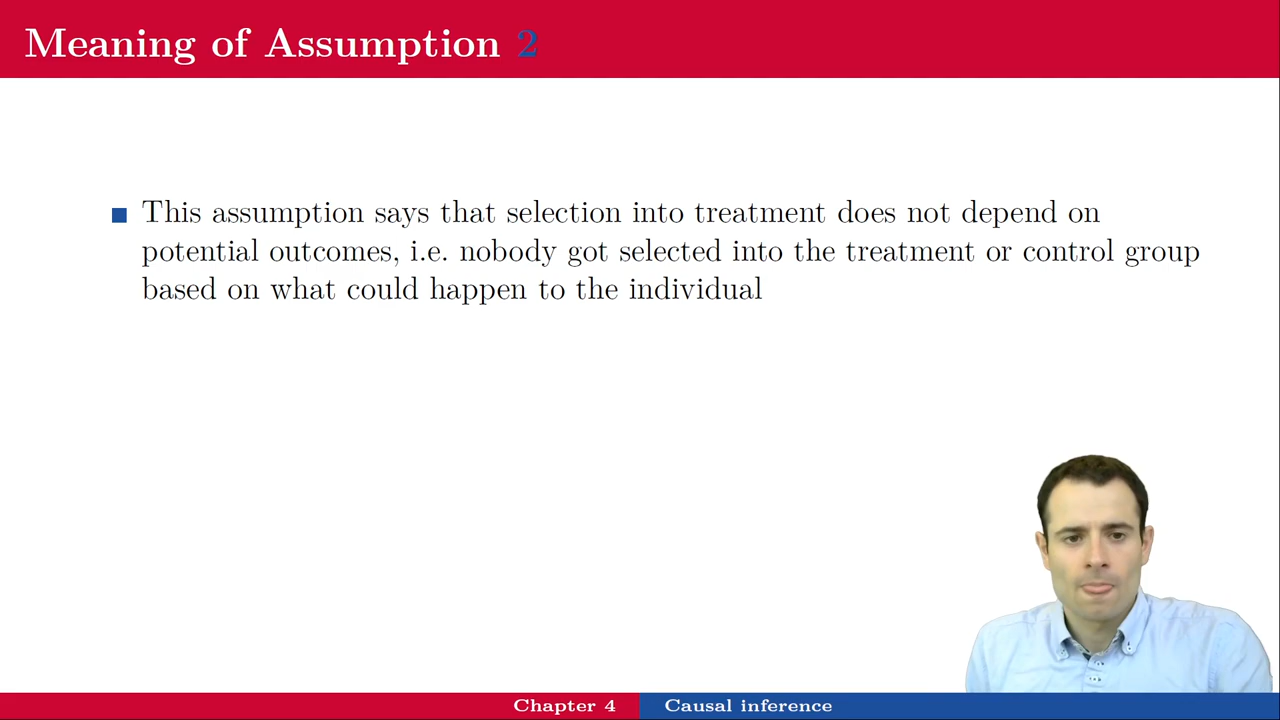 Meaning of Assumption 2
This assumption says that selection into treatment does not depend on
potential outcomes, i.e. nobody got selected into the treatment or control group
based on what could happen to the individual
Chapter 4
Causal inference